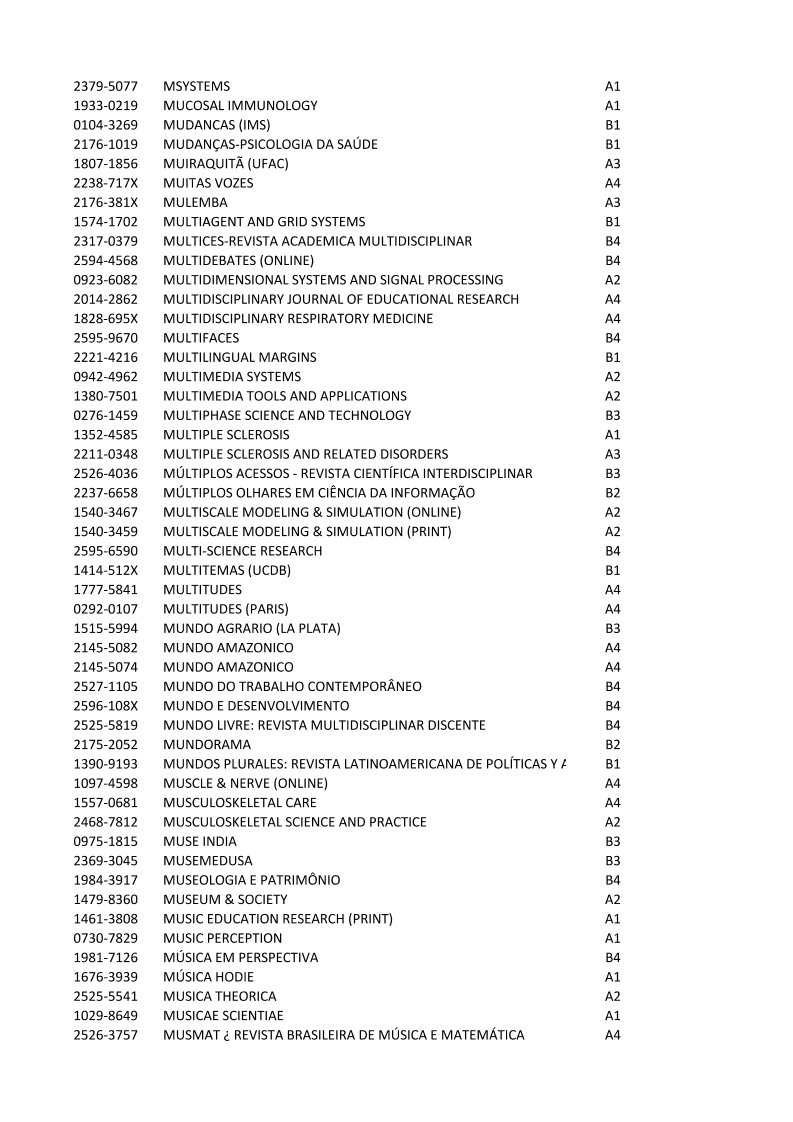 2379-5077 MSYSTEMS A1
1933-0219 MUCOSAL IMMUNOLOGY A1
0104-3269 MUDANCAS (IMS) B1
2176-1019 MUDANÇAS-PSICOLOGIA DA SAÚDE B1
1807-1856 MUIRAQUITÃ (UFAC) A3
2238-717X MUITAS VOZES A4
2176-381X MULEMBA A3
1574-1702 MULTIAGENT AND GRID SYSTEMS B1
2317-0379 MULTICES-REVISTA ACADEMICA MULTIDISCIPLINAR B4
2594-4568 MULTIDEBATES (ONLINE) B4
0923-6082 MULTIDIMENSIONAL SYSTEMS AND SIGNAL PROCESSING A2
2014-2862 MULTIDISCIPLINARY JOURNAL OF EDUCATIONAL RESEARCH A4
1828-695X MULTIDISCIPLINARY RESPIRATORY MEDICINE A4
2595-9670 MULTIFACES B4
2221-4216 MULTILINGUAL MARGINS B1
0942-4962 MULTIMEDIA SYSTEMS A2
1380-7501 MULTIMEDIA TOOLS AND APPLICATIONS A2
0276-1459 MULTIPHASE SCIENCE AND TECHNOLOGY B3
1352-4585 MULTIPLE SCLEROSIS A1
2211-0348 MULTIPLE SCLEROSIS AND RELATED DISORDERS A3
2526-4036 MÚLTIPLOS ACESSOS - REVISTA CIENTÍFICA INTERDISCIPLINAR B3
2237-6658 MÚLTIPLOS OLHARES EM CIÊNCIA DA INFORMAÇÃO B2
1540-3467 MULTISCALE MODELING & SIMULATION (ONLINE) A2
1540-3459 MULTISCALE MODELING & SIMULATION (PRINT) A2
2595-6590 MULTI-SCIENCE RESEARCH B4
1414-512X MULTITEMAS (UCDB) B1
1777-5841 MULTITUDES A4
0292-0107 MULTITUDES (PARIS) A4
1515-5994 MUNDO AGRARIO (LA PLATA) B3
2145-5082 MUNDO AMAZONICO A4
2145-5074 MUNDO AMAZONICO A4
2527-1105 MUNDO DO TRABALHO CONTEMPORÂNEO B4
2596-108X MUNDO E DESENVOLVIMENTO B4
2525-5819 MUNDO LIVRE: REVISTA MULTIDISCIPLINAR DISCENTE B4
2175-2052 MUNDORAMA B2
1390-9193 MUNDOS PLURALES: REVISTA LATINOAMERICANA DE POLÍTICAS Y B1
1097-4598 MUSCLE & NERVE (ONLINE) A4
1557-0681 MUSCULOSKELETAL CARE A4
2468-7812 MUSCULOSKELETAL SCIENCE AND PRACTICE A2
0975-1815 MUSE INDIA B3
2369-3045 MUSEMEDUSA B3
1984-3917 MUSEOLOGIA E PATRIMÔNIO B4
1479-8360 MUSEUM & SOCIETY A2
1461-3808 MUSIC EDUCATION RESEARCH (PRINT) A1
0730-7829 MUSIC PERCEPTION A1
1981-7126 MÚSICA EM PERSPECTIVA B4
1676-3939 MÚSICA HODIE A1
2525-5541 MUSICA THEORICA A2
1029-8649 MUSICAE SCIENTIAE A1
2526-3757 MUSMAT ¿ REVISTA BRASILEIRA DE MÚSICA E MATEMÁTICA A4